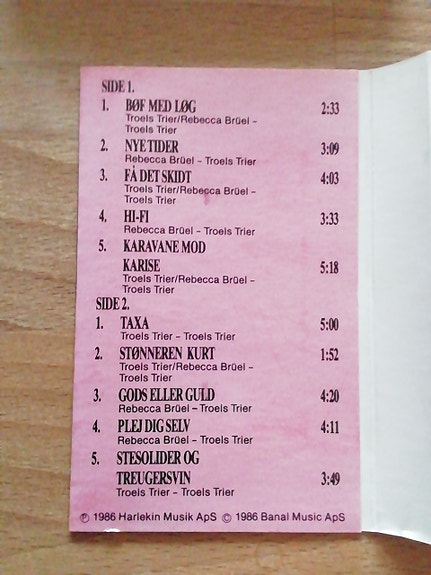 SIDE 1.
1. BØF MED LØG 2:33
Troels Trier/Rebecca Brüel –
Troels Trier
2. NYE TIDER 3:09
Rebecca Brüel – Troels Trier
3. FÅ DET SKIDT 4:03
Troels Trier/Rebecca Brüel –
Troels Trier
4. HI-FI 3:33
Rebecca Brüel – Troels Trier
5. KARAVANE MOD
KARISE 5:18
Troels Trier/Rebecca Brüel –
Troels Trier
SIDE 2.
1. TAXA 5:00
Troels Trier – Troels Trier
2. STØNNEREN KURT 1:52
Troels Trier/Rebecca Brüel –
Troels Trier
3. GODS ELLER GULD 4:20
Rebecca Brüel – Troels Trier
4. PLEJ DIG SELV 4:11
Rebecca Brüel – Troels Trier
5. STESOLIDER OG
TREUGERSVIN 3:49
Troels Trier – Troels Trier
℗ 1986 Harlekin Musik ApS © 1986 Banal Music ApS